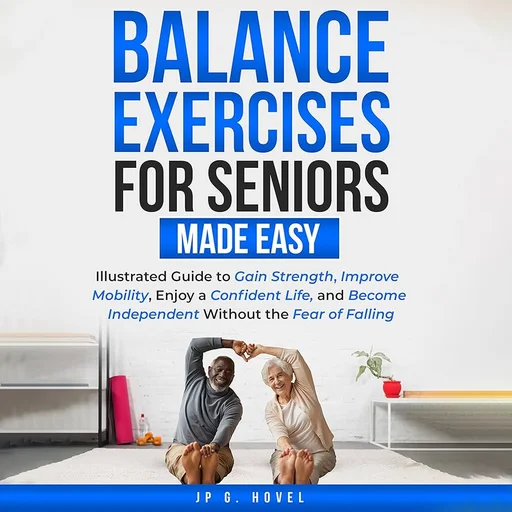 BALANCE
EXERCISES
FOR SENIORS
MADE EASY
Illustrated Guide to Gain Strength, Improve
Mobility, Enjoy a Confident Life, and Become
Independent Without the Fear of Falling
JP G. HOVEL